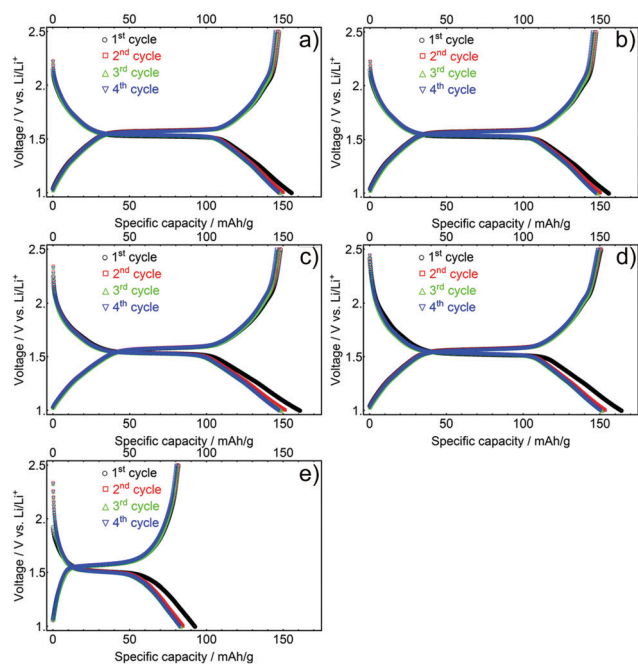 0 50 100 150
0 50 100 150
a)
b)
2.5
2.5
○ 1st cycle
□ 2nd cycle
△ 3rd cycle
▽ 4th cycle
○ 1st cycle
□ 2nd cycle
△ 3rd cycle
▽ 4th cycle
2.0
2.0
1.5
1.5
1
1
Voltage / V vs. Li/Li+
Voltage / V vs. Li/Li+
0 50 100 150
0 50 100 150
Specific capacity / mAh/g
Specific capacity / mAh/g
0 50 100 150
0 50 100 150
c)
d)
2.5
2.5
○ 1st cycle
□ 2nd cycle
△ 3rd cycle
▽ 4th cycle
○ 1st cycle
□ 2nd cycle
△ 3rd cycle
▽ 4th cycle
2.0
2.0
1.5
1.5
1
1
Voltage / V vs. Li/Li+
Voltage / V vs. Li/Li+
0 50 100 150
0 50 100 150
Specific capacity / mAh/g
Specific capacity / mAh/g
0 50 100 150
e)
2.5
○ 1st cycle
□ 2nd cycle
△ 3rd cycle
▽ 4th cycle
2.0
1.5
1
Voltage / V vs. Li/Li+
0 50 100 150
Specific capacity / mAh/g